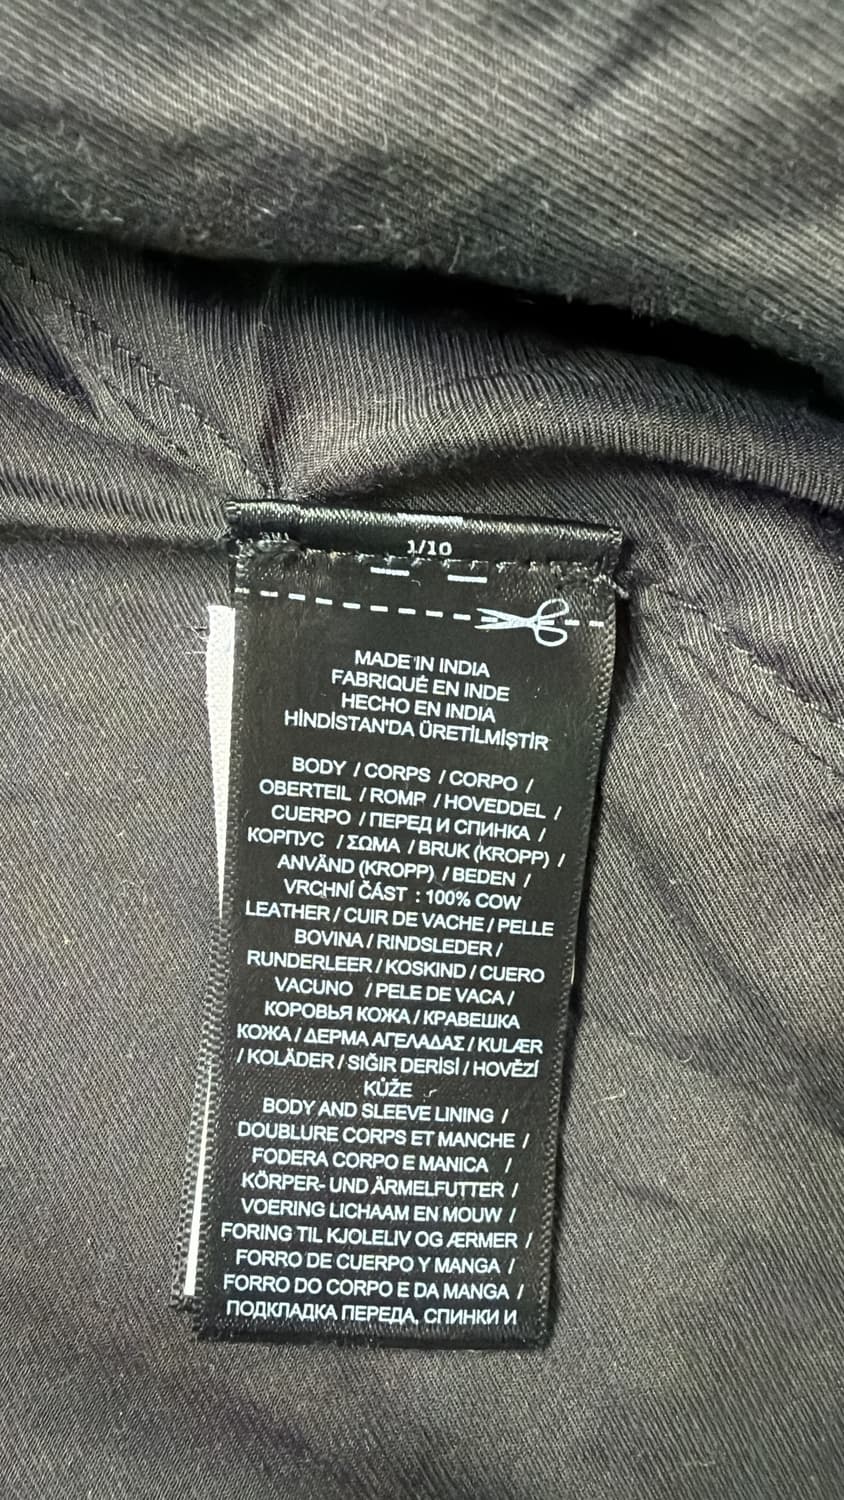 1/10
MADE IN INDIA
FABRIQUÉ EN INDE
HECHO EN INDIA
HİNDİSTAN'DA ÜRETİLMİŞTİR
BODY / CORPS / CORPO /
OBERTEIL / ROMP / HOVEDDEL /
CUERPO / ПЕРЕД И СПИНКА /
КОРПУС / ΣΩΜΑ / BRUK (KROPP) /
ANVÄND (KROPP) / BEDEN /
VRCHNÍ ČÁST : 100% COW
LEATHER / CUIR DE VACHE / PELLE
BOVINA / RINDSLEDER /
RUNDERLEER / KOSKIND / CUERO
VACUNO / PELE DE VACA /
КОРОВЬЯ КОЖА / КРАВЕШКА
КОЖА / ΔΕΡΜΑ ΑΓΕΛΑΔΑΣ / KULÆR
/ KOLÄDER / SIĞIR DERİSİ / HOVĚZÍ
KŮŽE
BODY AND SLEEVE LINING /
DOUBLURE CORPS ET MANCHE /
FODERA CORPO E MANICA /
KÖRPER- UND ÄRMELFUTTER /
VOERING LICHAAM EN MOUW /
FORING TIL KJOLELIV OG ÆRMER /
FORRO DE CUERPO Y MANGA /
FORRO DO CORPO E DA MANGA /
ПОДКЛАДКА ПЕРЕДА, СПИНКИ И